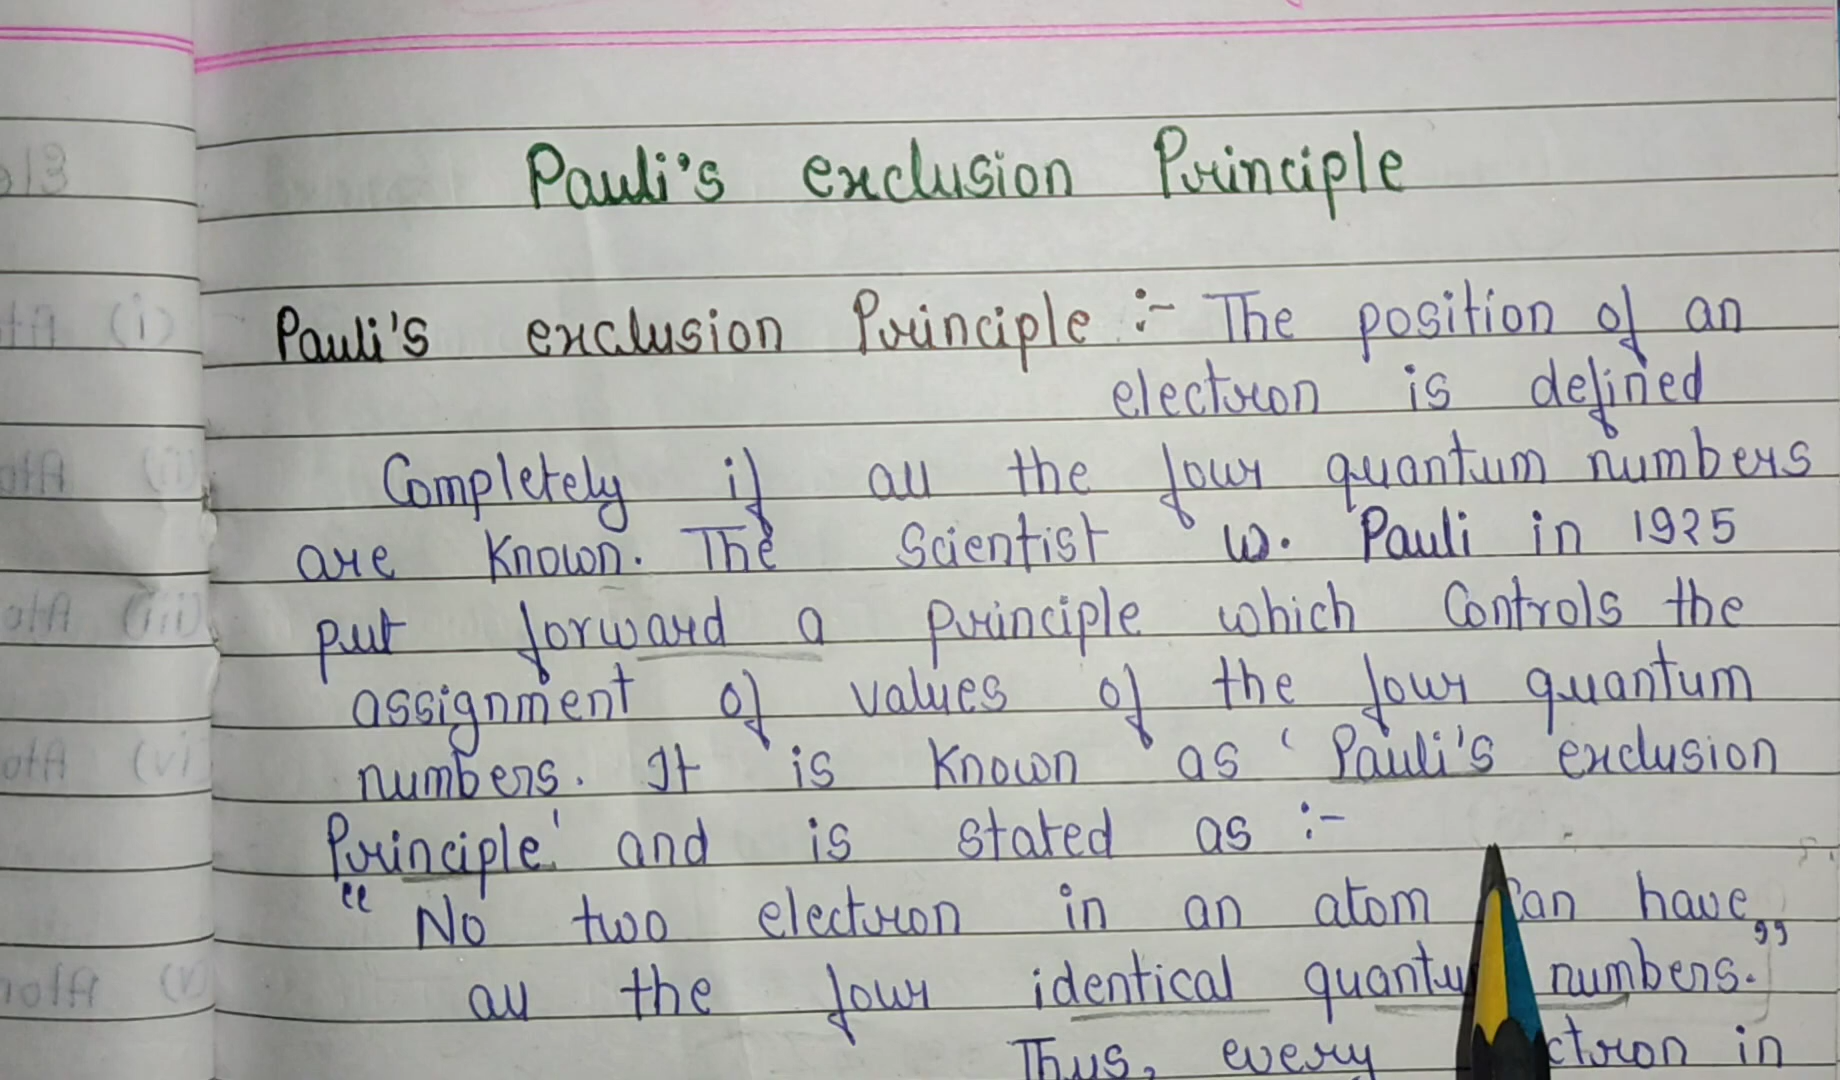 Pauli's exclusion Principle
Pauli's exclusion Principle :- The position of an
electron is defined
Completely if all the four quantum numbers
are Known. The Scientist W. Pauli in 1925
put forward a principle which Controls the
assignment of values of the four quantum
numbers. It is Known as ' Pauli's exclusion
Principle' and is stated as :-
" No two electron in an atom can have
all the four identical quantum numbers."
Thus, every in